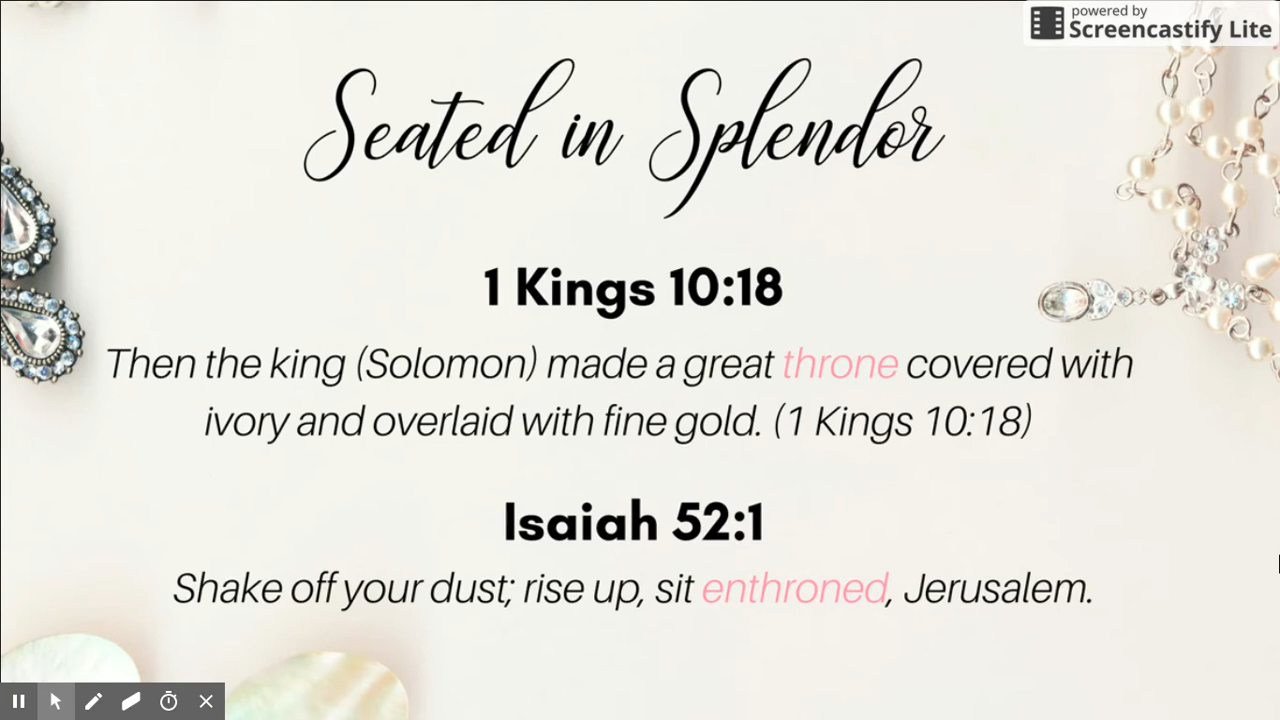 powered by
Screencastify Lite
Seated in Splendor
1 Kings 10:18
Then the king (Solomon) made a great throne covered with
ivory and overlaid with fine gold. (1 Kings 10:18)
Isaiah 52:1
Shake off your dust; rise up, sit enthroned, Jerusalem.